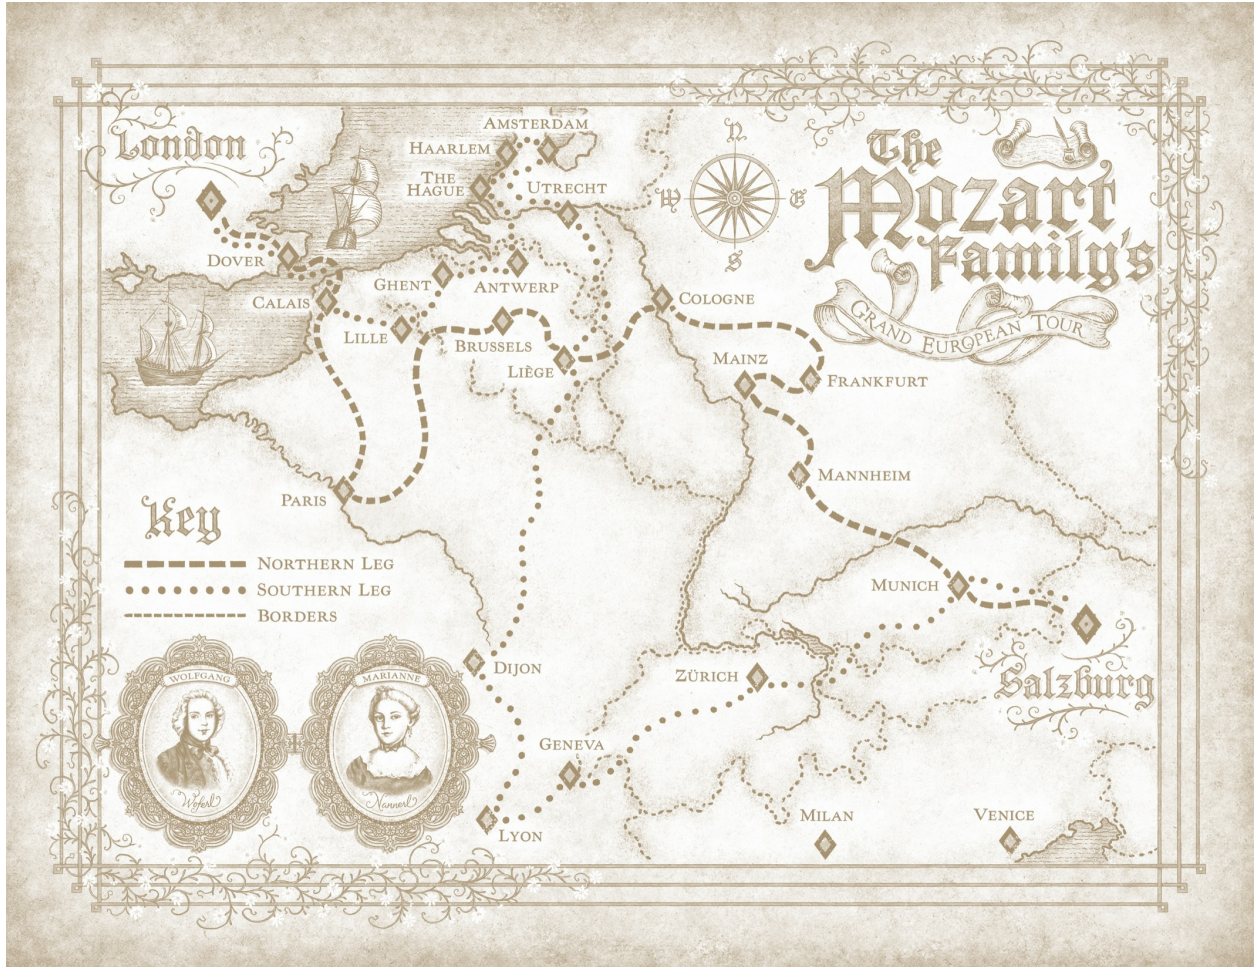 London
AMSTERDAM
HAARLEM
THE
HAGUE
UTRECHT
N
W
E
S
The
Mozart
Family's
GRAND EUROPEAN TOUR
DOVER
CALAIS
GHENT
ANTWERP
COLOGNE
LILLE
BRUSSELS
LIÈGE
MAINZ
FRANKFURT
MANNHEIM
PARIS
Key
NORTHERN LEG
SOUTHERN LEG
BORDERS
MUNICH
Salzburg
DIJON
ZÜRICH
GENEVA
LYON
MILAN
VENICE
WOLFGANG
Woferl
MARIANNE
Nannerl